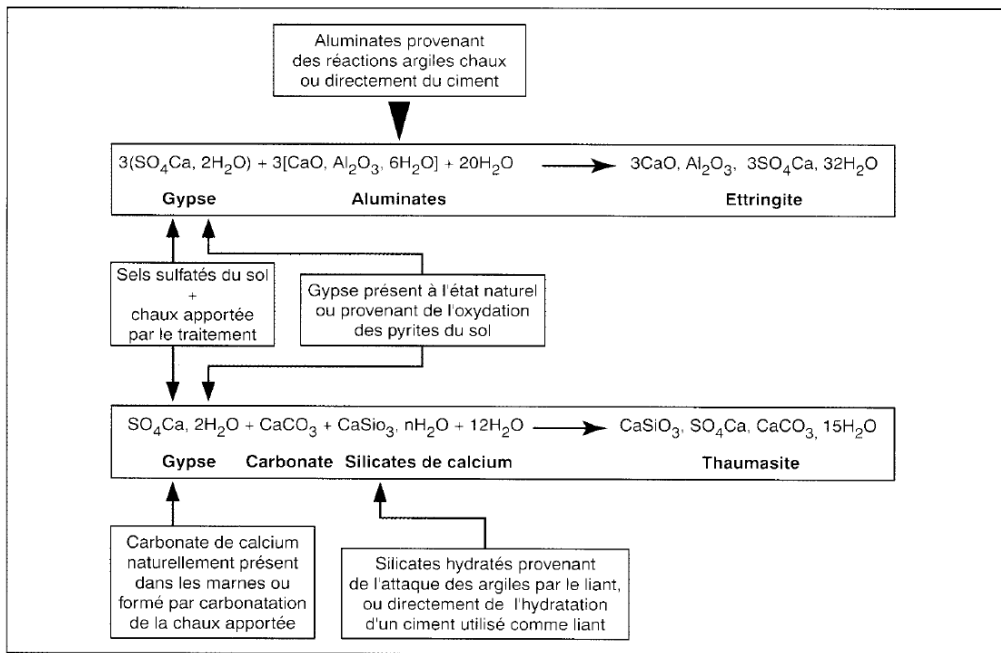 Aluminates provenant
des réactions argiles chaux
ou directement du ciment
3(SO₄Ca, 2H₂O) + 3[CaO, Al₂O₃, 6H₂O] + 20H₂O → 3CaO, Al₂O₃, 3SO₄Ca, 32H₂O
Gypse Aluminates Ettringite
Sels sulfatés du sol
+
chaux apportée
par le traitement
Gypse présent à l'état naturel
ou provenant de l'oxydation
des pyrites du sol
SO₄Ca, 2H₂O + CaCO₃ + CaSio₃, nH₂O + 12H₂O → CaSiO₃, SO₄Ca, CaCO₃, 15H₂O
Gypse Carbonate Silicates de calcium Thaumasite
Carbonate de calcium
naturellement présent
dans les marnes ou
formé par carbonatation
de la chaux apportée
Silicates hydratés provenant
de l'attaque des argiles par le liant,
ou directement de l'hydratation
d'un ciment utilisé comme liant